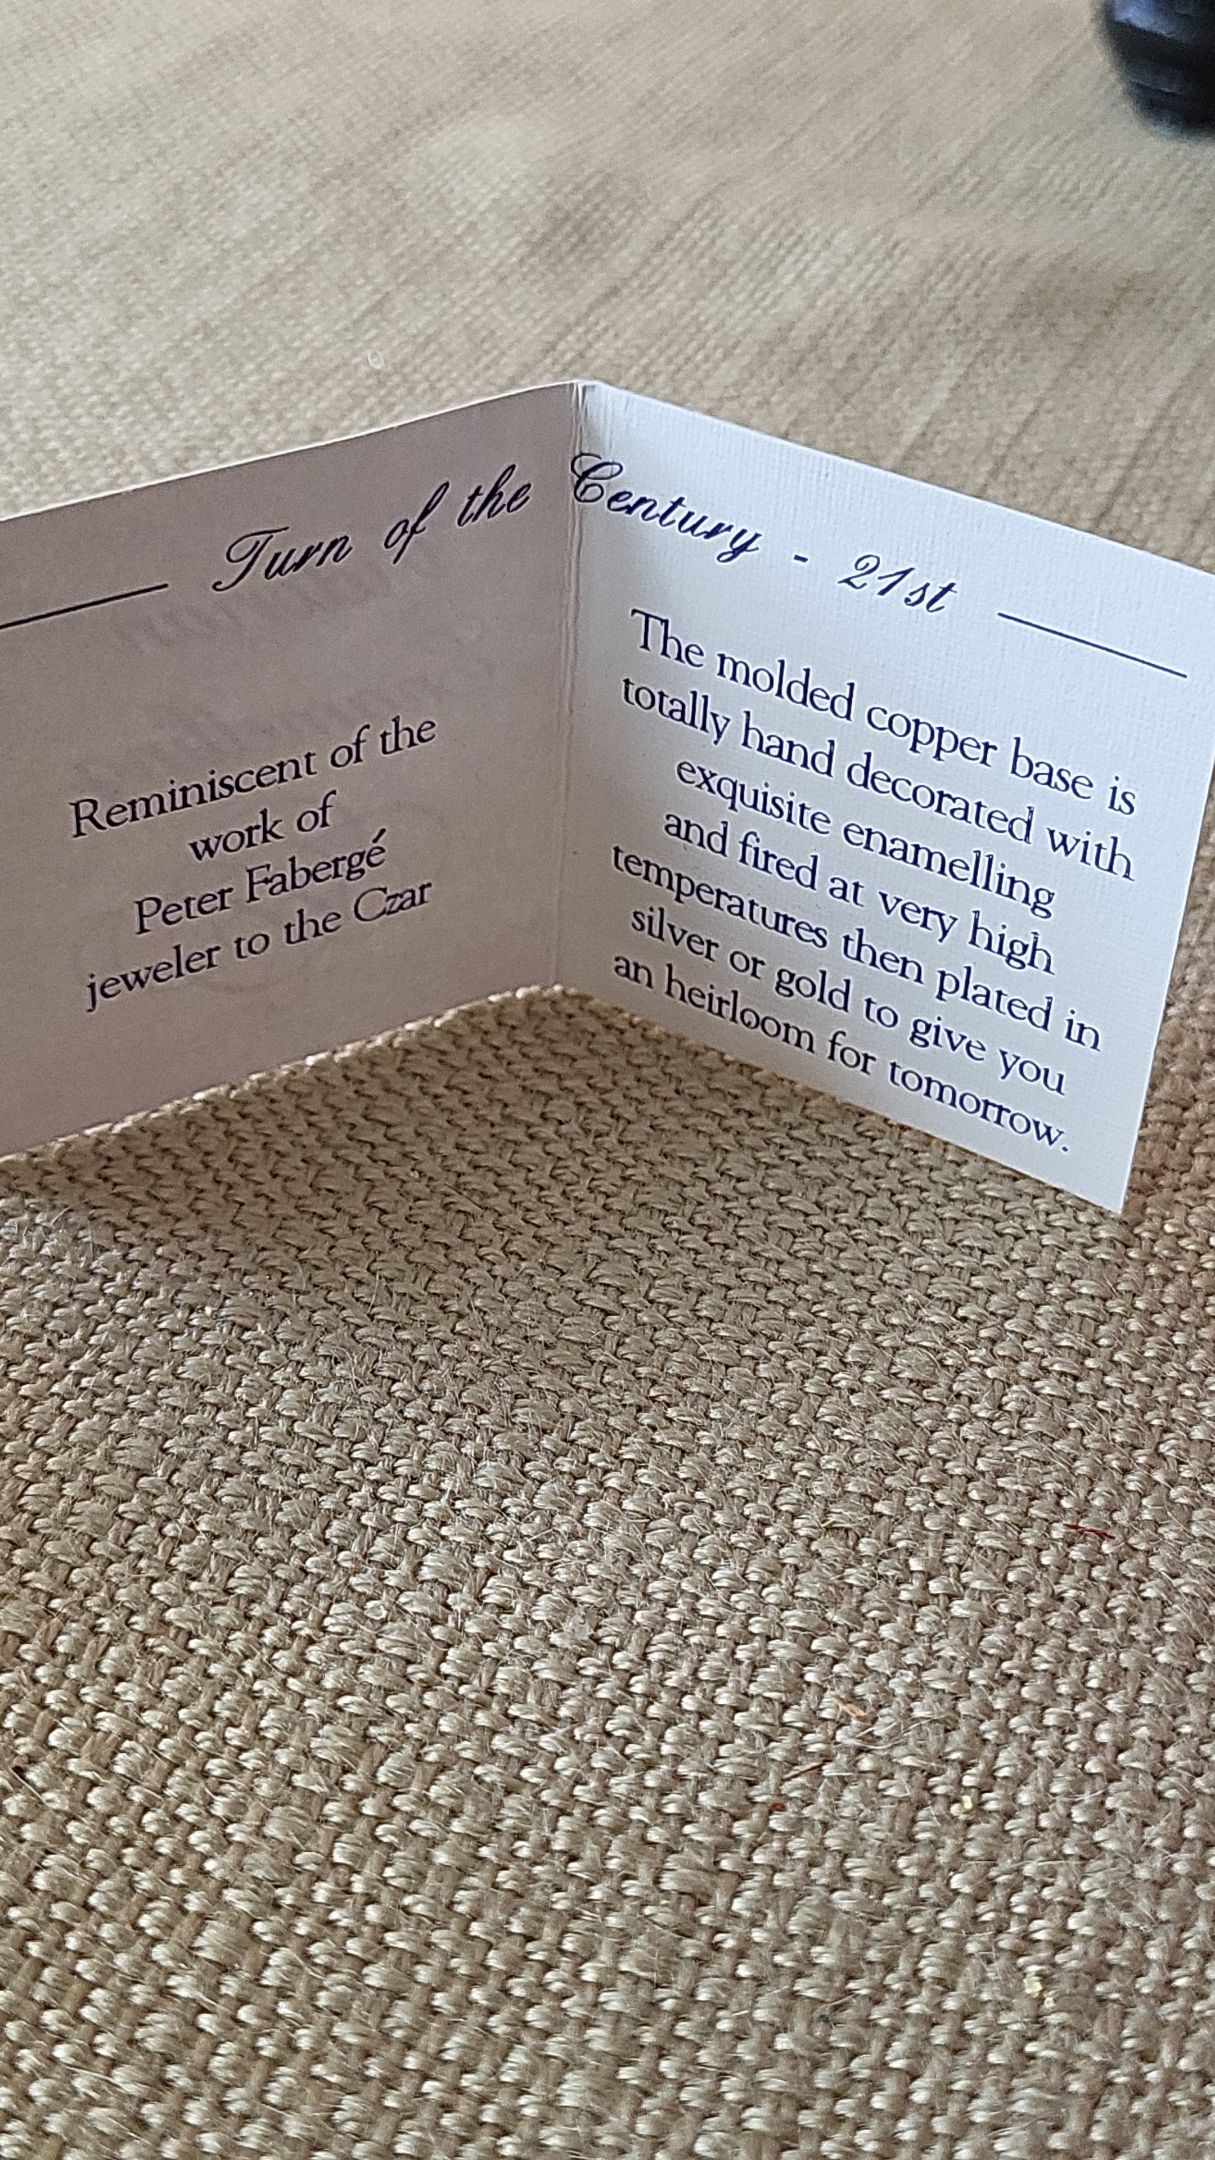 Turn of the Century - 21st
Reminiscent of the
work of
Peter Fabergé
jeweler to the Czar
The molded copper base is
totally hand decorated with
exquisite enamelling
and fired at very high
temperatures then plated in
silver or gold to give you
an heirloom for tomorrow.